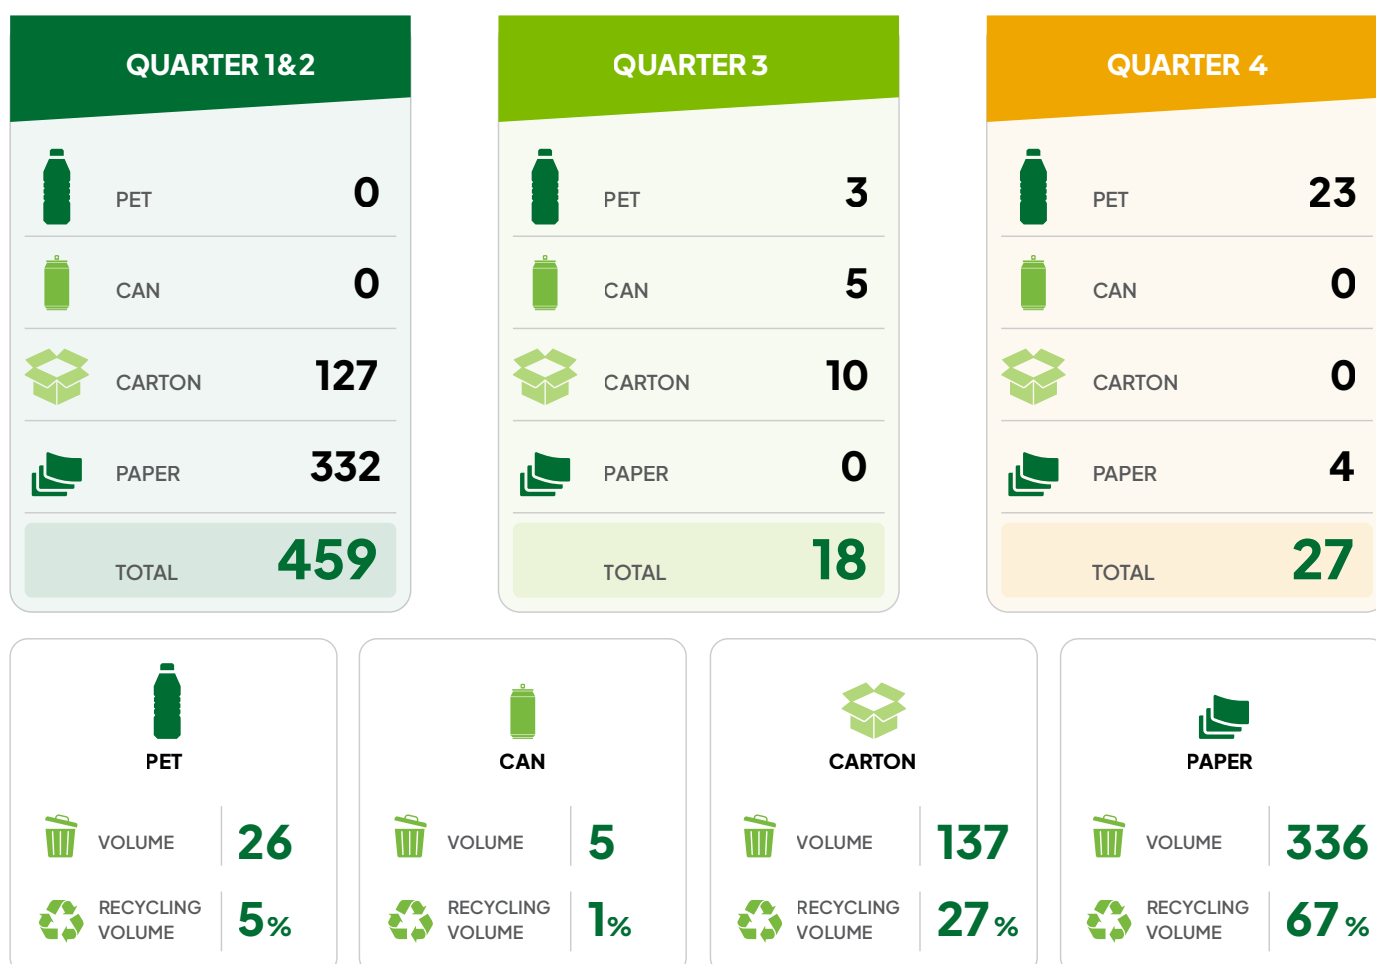 QUARTER 1&2
PET 0
CAN 0
CARTON 127
PAPER 332
TOTAL 459
QUARTER 3
PET 3
CAN 5
CARTON 10
PAPER 0
TOTAL 18
QUARTER 4
PET 23
CAN 0
CARTON 0
PAPER 4
TOTAL 27
PET
VOLUME 26
RECYCLING
VOLUME 5%
CAN
VOLUME 5
RECYCLING
VOLUME 1%
CARTON
VOLUME 137
RECYCLING
VOLUME 27%
PAPER
VOLUME 336
RECYCLING
VOLUME 67%